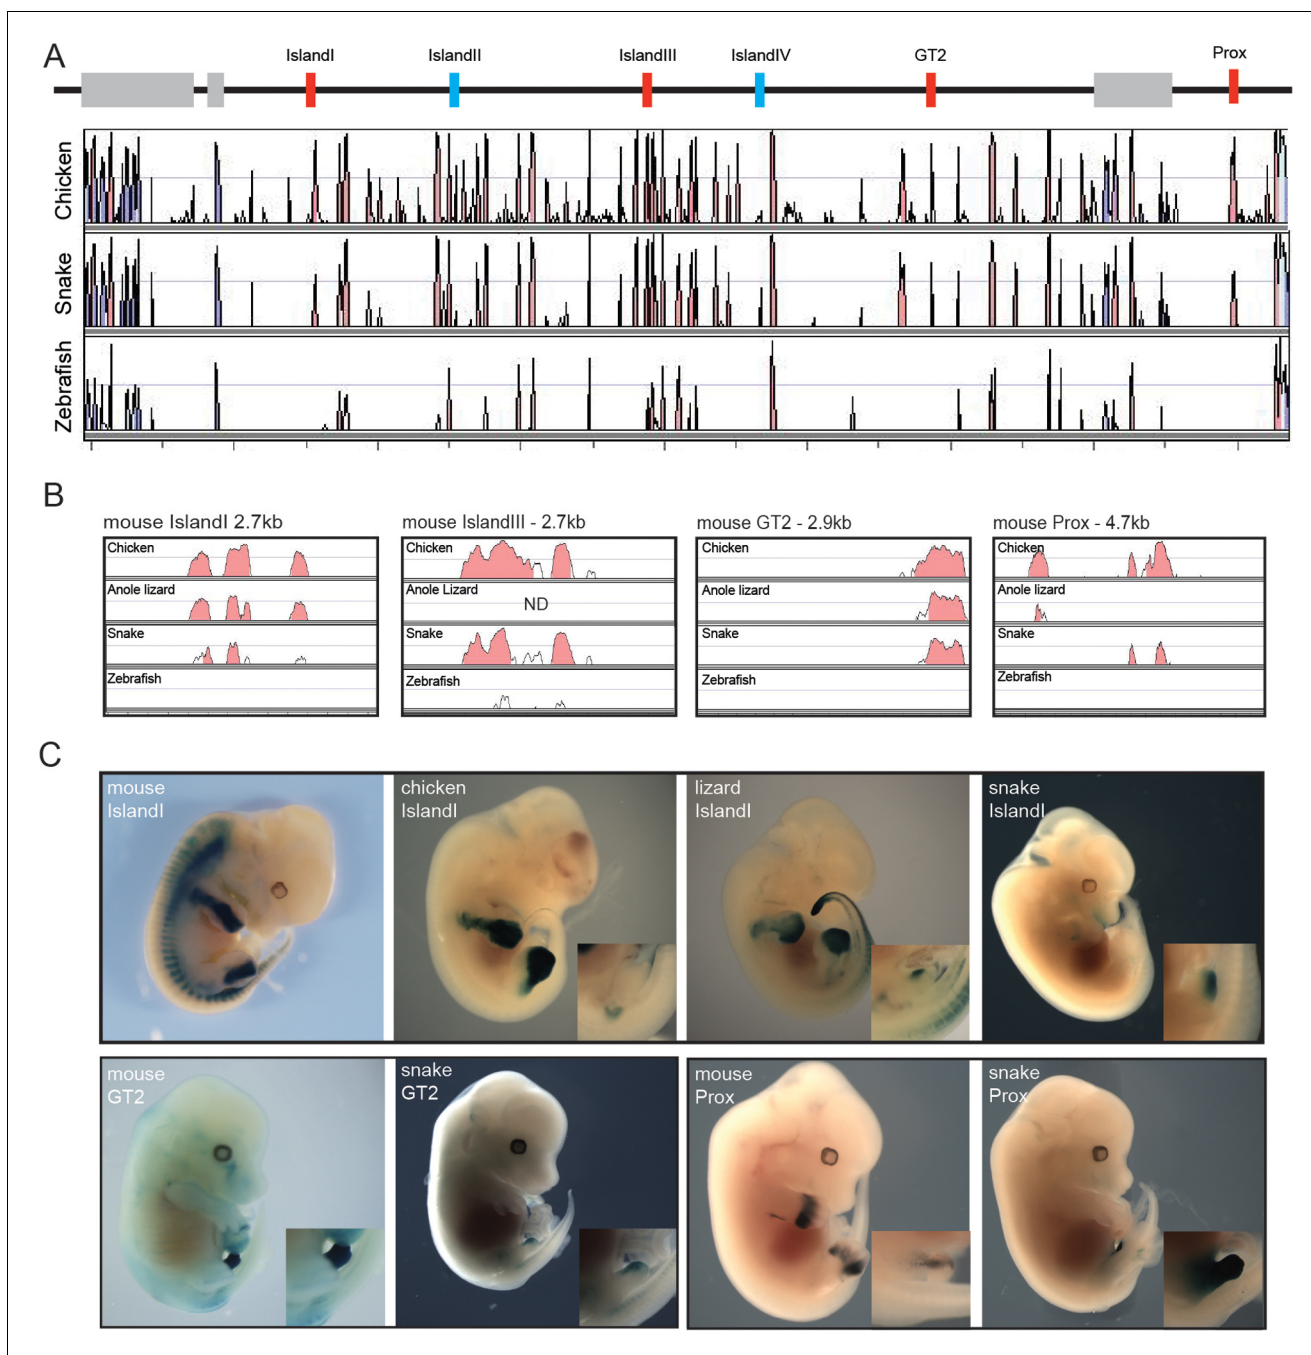 A
IslandI
IslandII
IslandIII
IslandIV
GT2
Prox
Chicken
Snake
Zebrafish
B
mouse IslandI 2.7kb
Chicken
Anole lizard
Snake
Zebrafish
mouse IslandIII - 2.7kb
Chicken
Anole Lizard
ND
Snake
Zebrafish
mouse GT2 - 2.9kb
Chicken
Anole lizard
Snake
Zebrafish
mouse Prox - 4.7kb
Chicken
Anole lizard
Snake
Zebrafish
C
mouse
IslandI
chicken
IslandI
lizard
IslandI
snake
IslandI
mouse
GT2
snake
GT2
mouse
Prox
snake
Prox